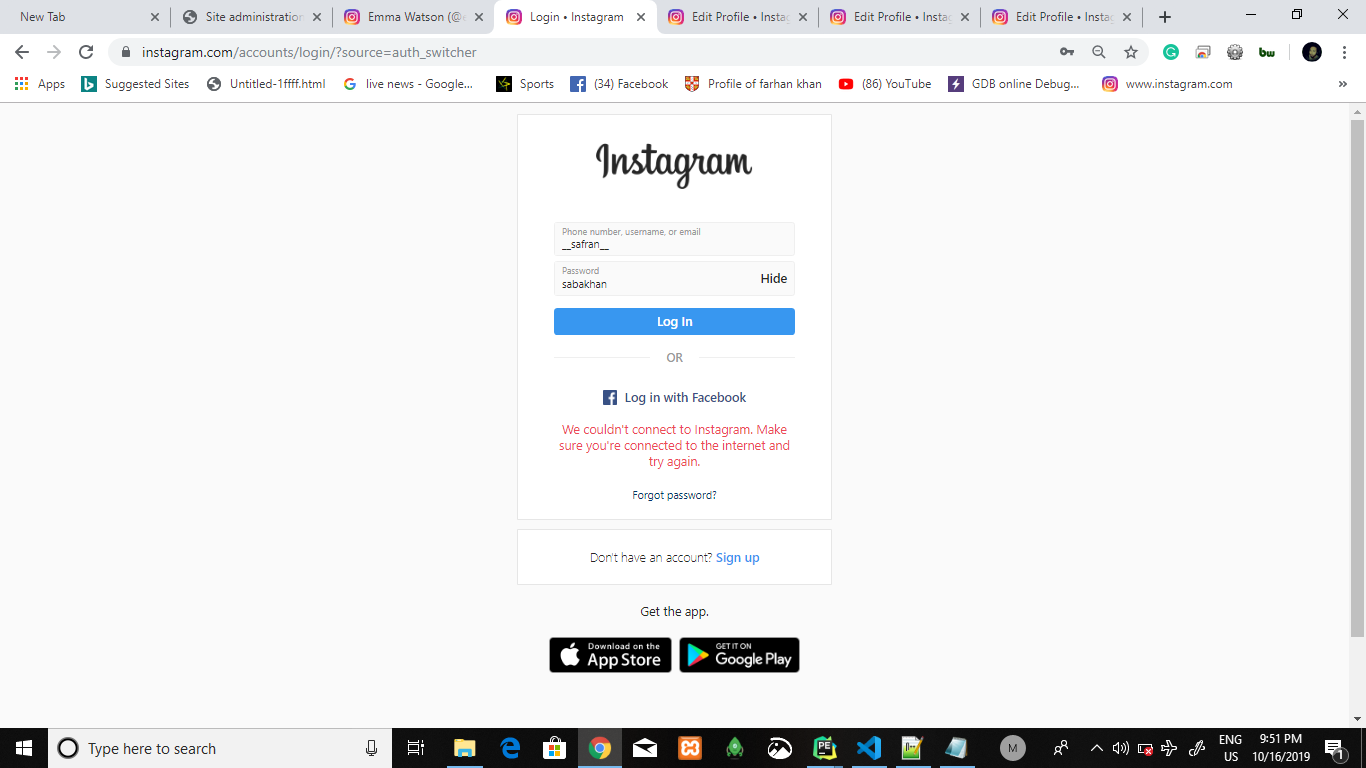 New Tab
Site administration
Emma Watson (@e
Login • Instagram
Edit Profile • Instag
Edit Profile • Instag
Edit Profile • Instag
instagram.com/accounts/login/?source=auth_switcher
Apps
Suggested Sites
Untitled-1ffff.html
live news - Google...
Sports
(34) Facebook
Profile of farhan khan
(86) YouTube
GDB online Debug...
www.instagram.com
»
Instagram
Phone number, username, or email
__safran__
Password
sabakhan
Hide
Log In
OR
Log in with Facebook
We couldn't connect to Instagram. Make
sure you're connected to the internet and
try again.
Forgot password?
Don't have an account? Sign up
Get the app.
Download on the
App Store
GET IT ON
Google Play
Type here to search
M
ENG
US
9:51 PM
10/16/2019
1